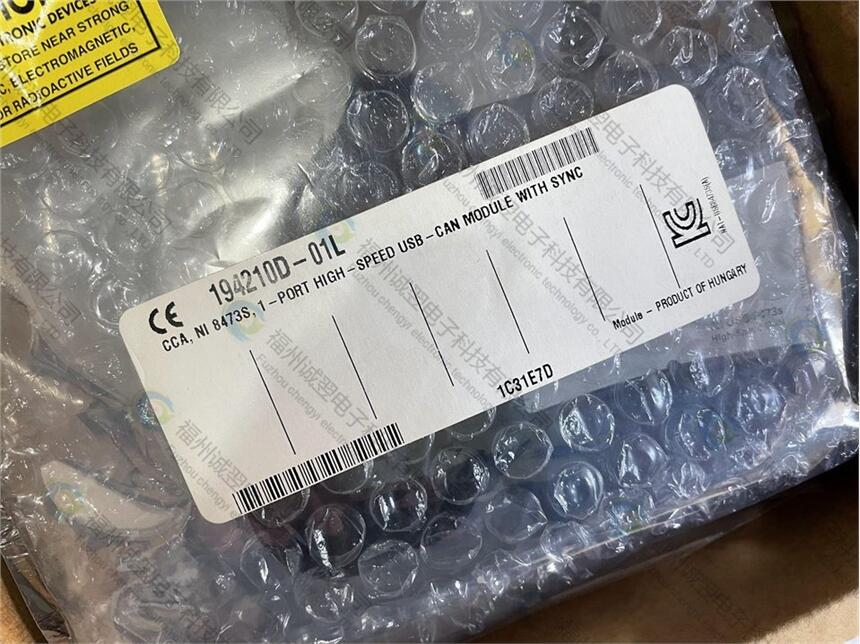 RONIC DEVICES
STORE NEAR STRONG
C, ELECTROMAGNETIC,
OR RADIOACTIVE FIELDS
CE 194210D-01L
CCA, NI 8473S, 1-PORT HIGH-SPEED USB-CAN MODULE WITH SYNC
Module - PRODUCT OF HUNGARY
1C31E7D
福州诚翌电子科技有限公司
Fuzhou chengyi electronic technology co., Ltd.